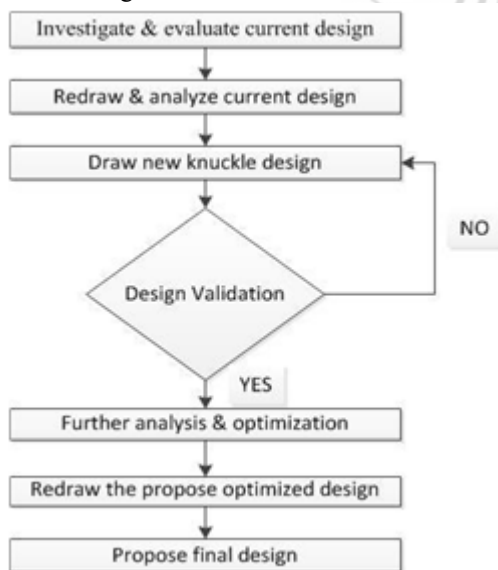 Investigate & evaluate current design
Redraw & analyze current design
Draw new knuckle design
NO
Design Validation
YES
Further analysis & optimization
Redraw the propose optimized design
Propose final design